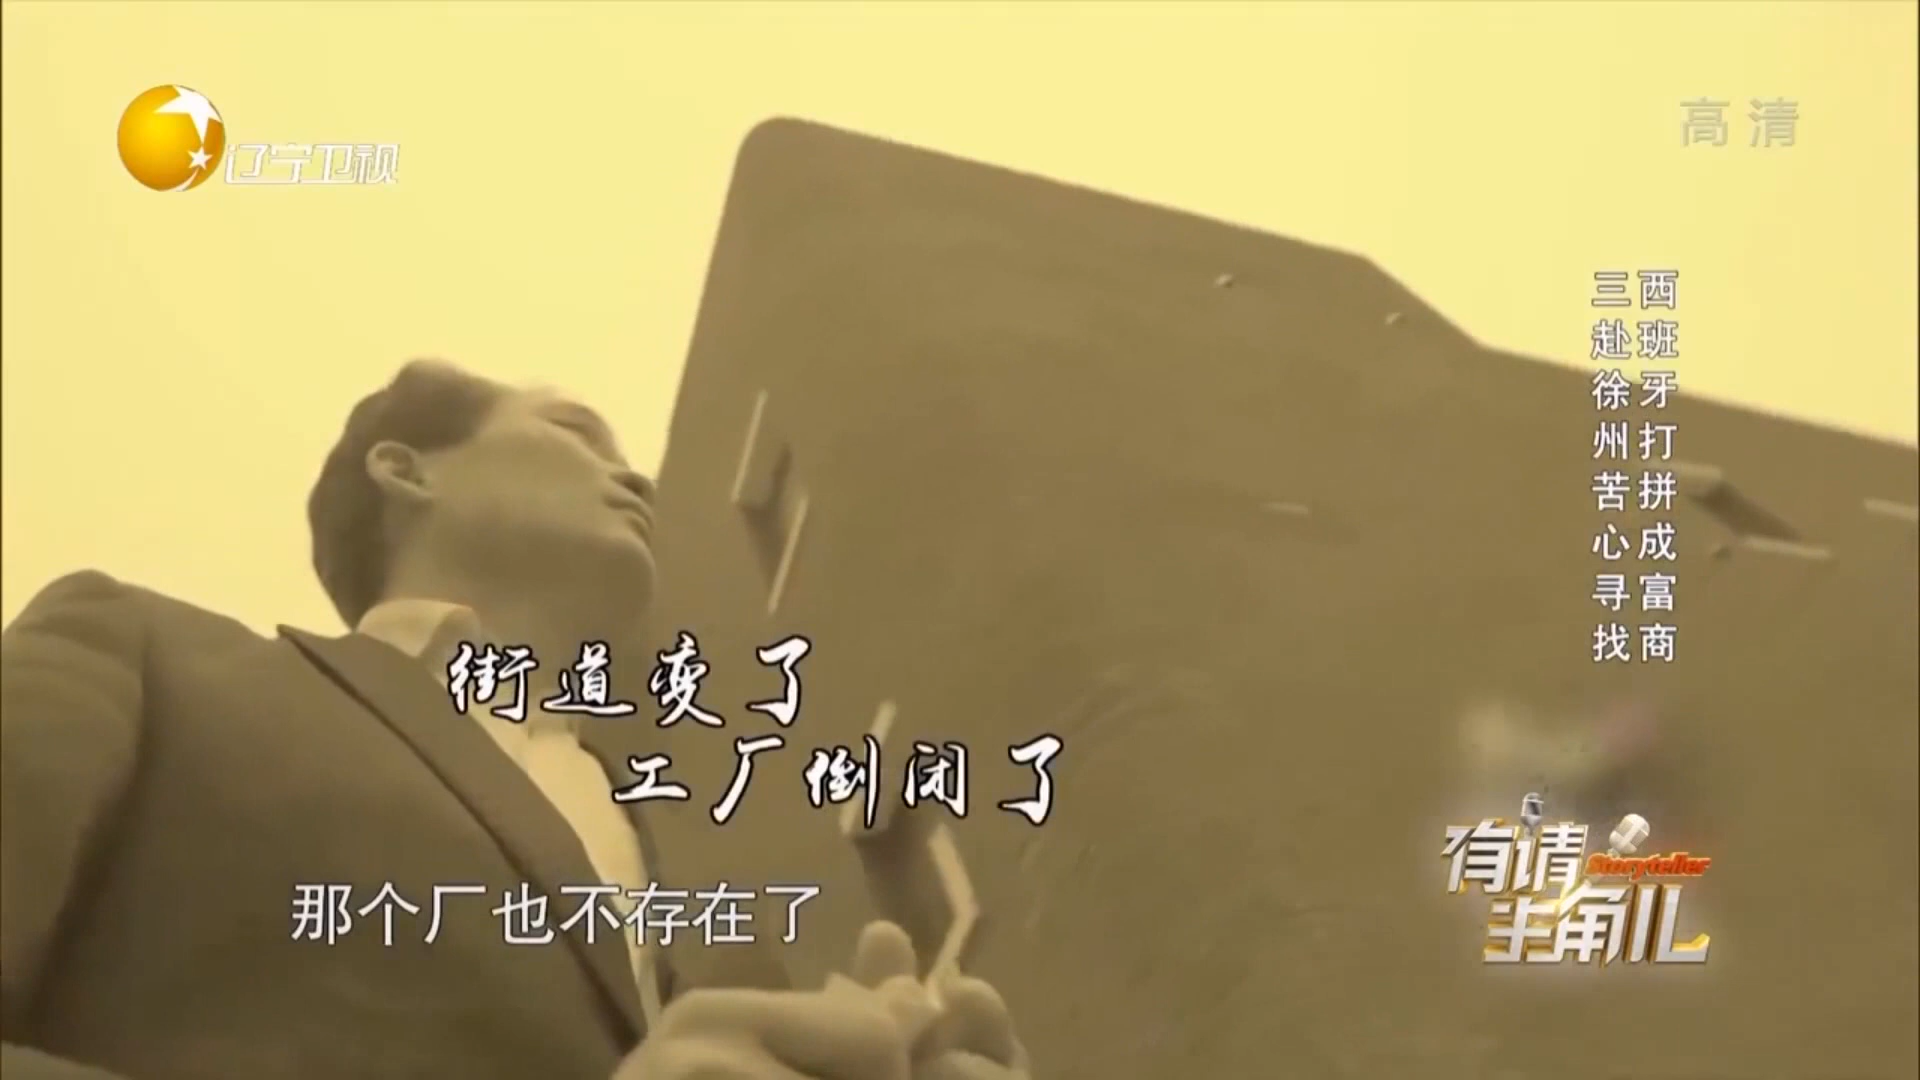 辽宁卫视
高清
西班牙打拼成富商
三赴徐州苦心寻找
街道变了
工厂倒闭了
那个厂也不存在了
有请
Storyteller
主角儿